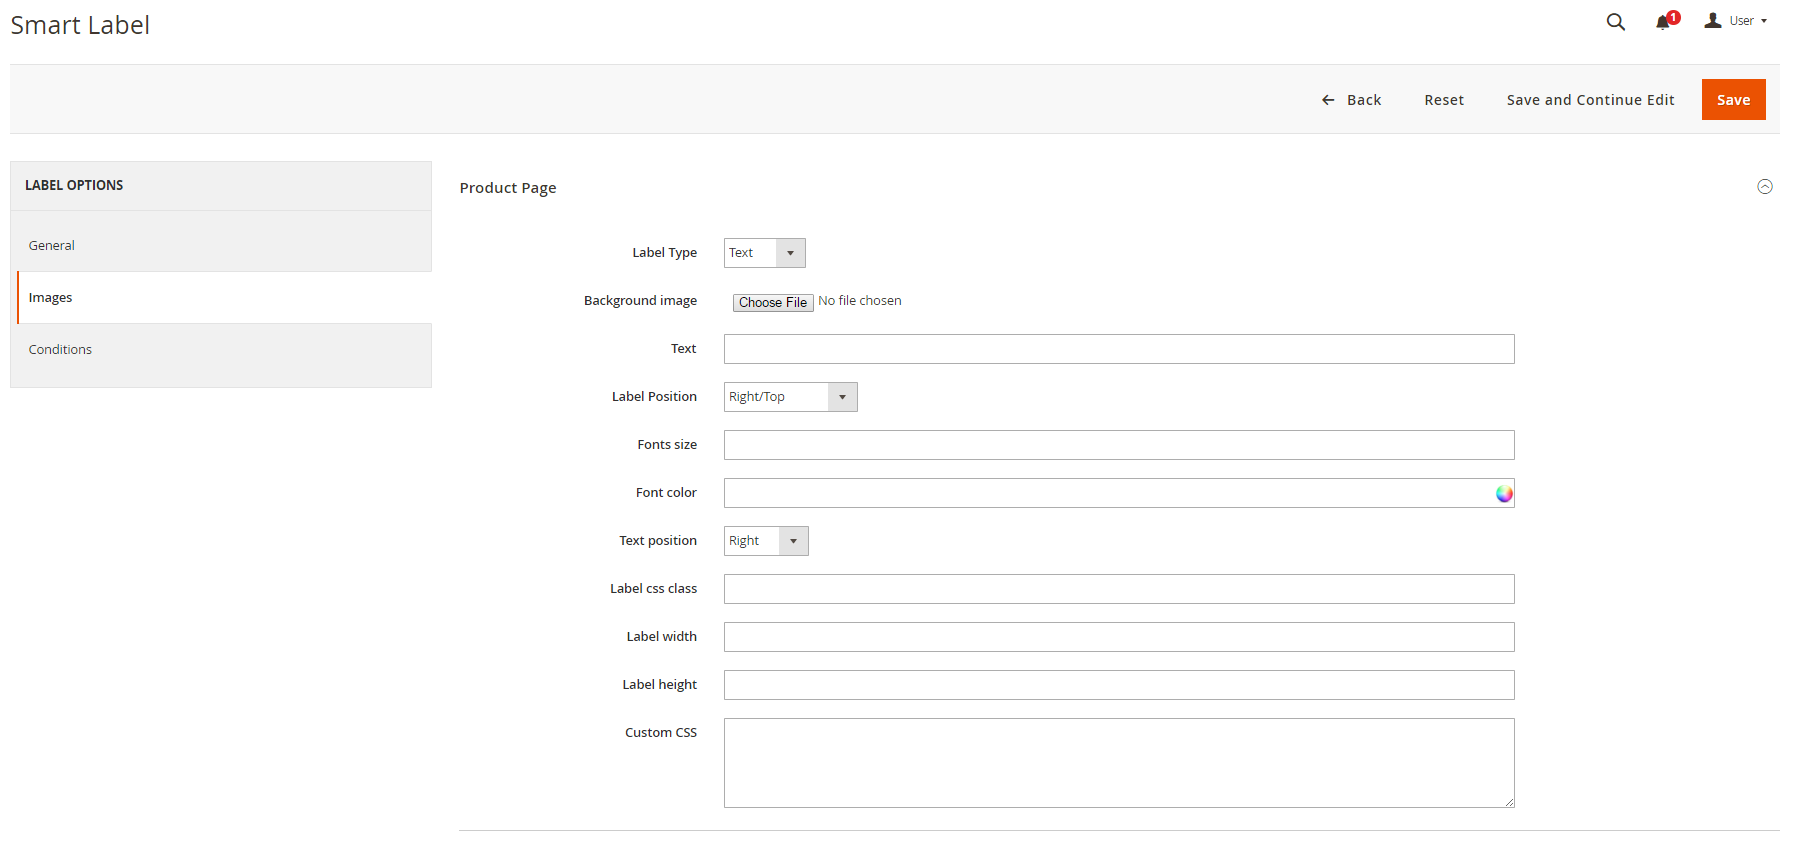 Smart Label
1
User
Back
Reset
Save and Continue Edit
Save
LABEL OPTIONS
General
Images
Conditions
Product Page
Label Type
Text
Background image
Choose File No file chosen
Text
Label Position
Right/Top
Fonts size
Font color
Text position
Right
Label css class
Label width
Label height
Custom CSS